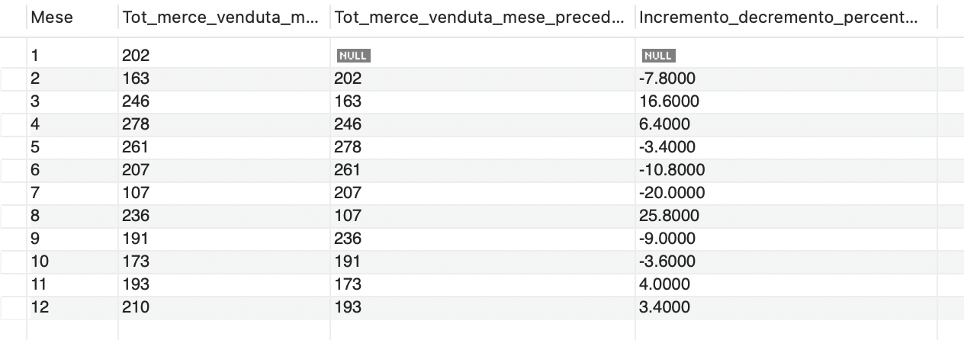 Mese Tot_merce_venduta_m... Tot_merce_venduta_mese_preced... Incremento_decremento_percent...
1 202 NULL NULL
2 163 202 -7.8000
3 246 163 16.6000
4 278 246 6.4000
5 261 278 -3.4000
6 207 261 -10.8000
7 107 207 -20.0000
8 236 107 25.8000
9 191 236 -9.0000
10 173 191 -3.6000
11 193 173 4.0000
12 210 193 3.4000